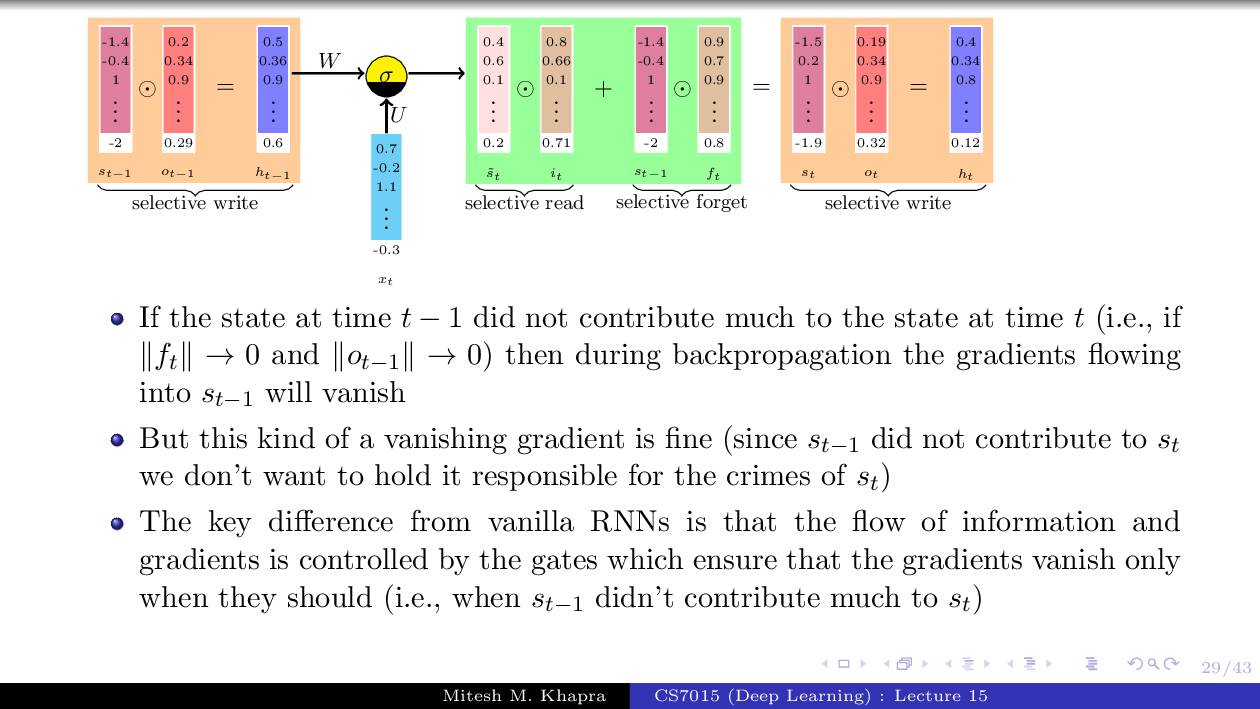 -1.4 0.2 0.5 0.4 0.8 -1.4 0.9 -1.5 0.19 0.4
-0.4 0.34 0.36 W 0.6 0.66 -0.4 0.7 0.2 0.34 0.34
1 ⊙ 0.9 = 0.9 σ 0.1 ⊙ 0.1 + 1 ⊙ 0.9 = 1 ⊙ 0.9 = 0.8
⋮ ⋮ ⋮ U ⋮ ⋮ ⋮ ⋮ ⋮ ⋮ ⋮
-2 0.29 0.6 0.2 0.71 -2 0.8 -1.9 0.32 0.12
s_{t−1} o_{t−1} h_{t−1} s̃_t i_t s_{t−1} f_t s_t o_t h_t
selective write selective read selective forget selective write
0.7
-0.2
1.1
⋮
-0.3
x_t
If the state at time t − 1 did not contribute much to the state at time t (i.e., if
‖f_t‖ → 0 and ‖o_{t−1}‖ → 0) then during backpropagation the gradients flowing
into s_{t−1} will vanish
But this kind of a vanishing gradient is fine (since s_{t−1} did not contribute to s_t
we don't want to hold it responsible for the crimes of s_t)
The key difference from vanilla RNNs is that the flow of information and
gradients is controlled by the gates which ensure that the gradients vanish only
when they should (i.e., when s_{t−1} didn't contribute much to s_t)
29/43
Mitesh M. Khapra CS7015 (Deep Learning) : Lecture 15